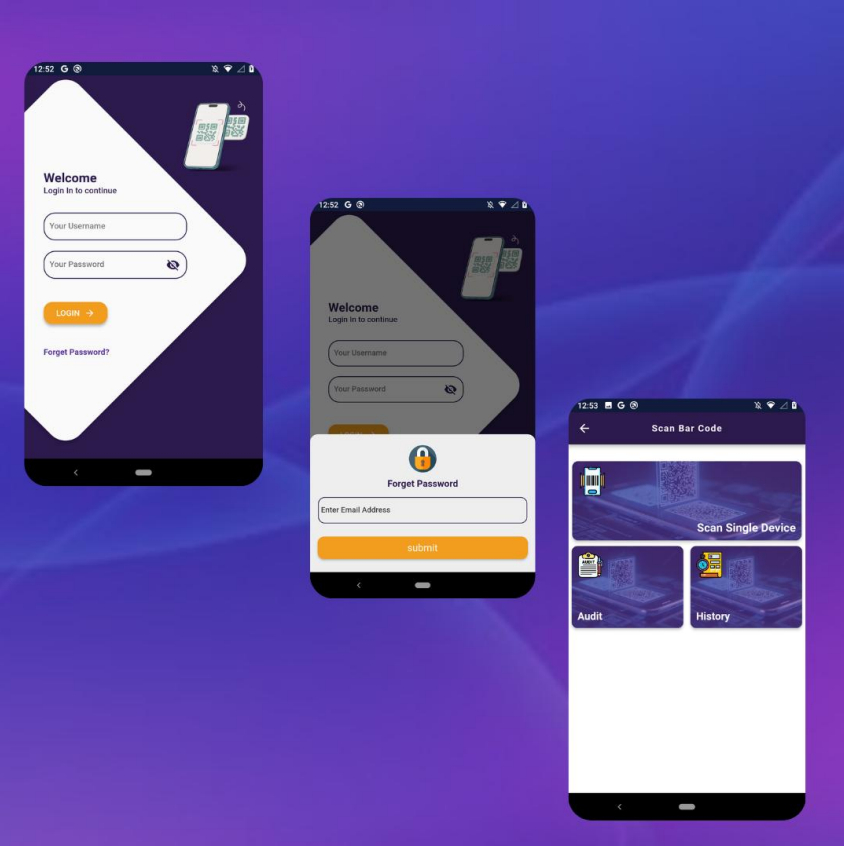 12:52
Welcome
Login In to continue
Your Username
Your Password
LOGIN
Forget Password?
12:52
Welcome
Login In to continue
Your Username
Your Password
LOGIN
Forget Password
Enter Email Address
submit
12:53
Scan Bar Code
Scan Single Device
AUDIT
Audit
History